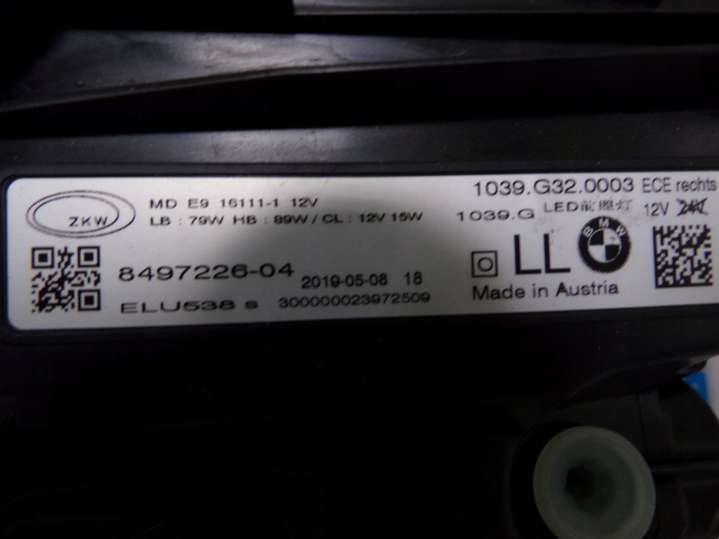 ZKW
MD E9 16111-1 12V
LB : 79W HB : 89W / CL : 12V 15W
8497226-04 2019-05-08 18
ELU538 s 300000023972509
1039.G32.0003 ECE rechts
1039.G LED前照灯 12V
LL BMW
Made in Austria